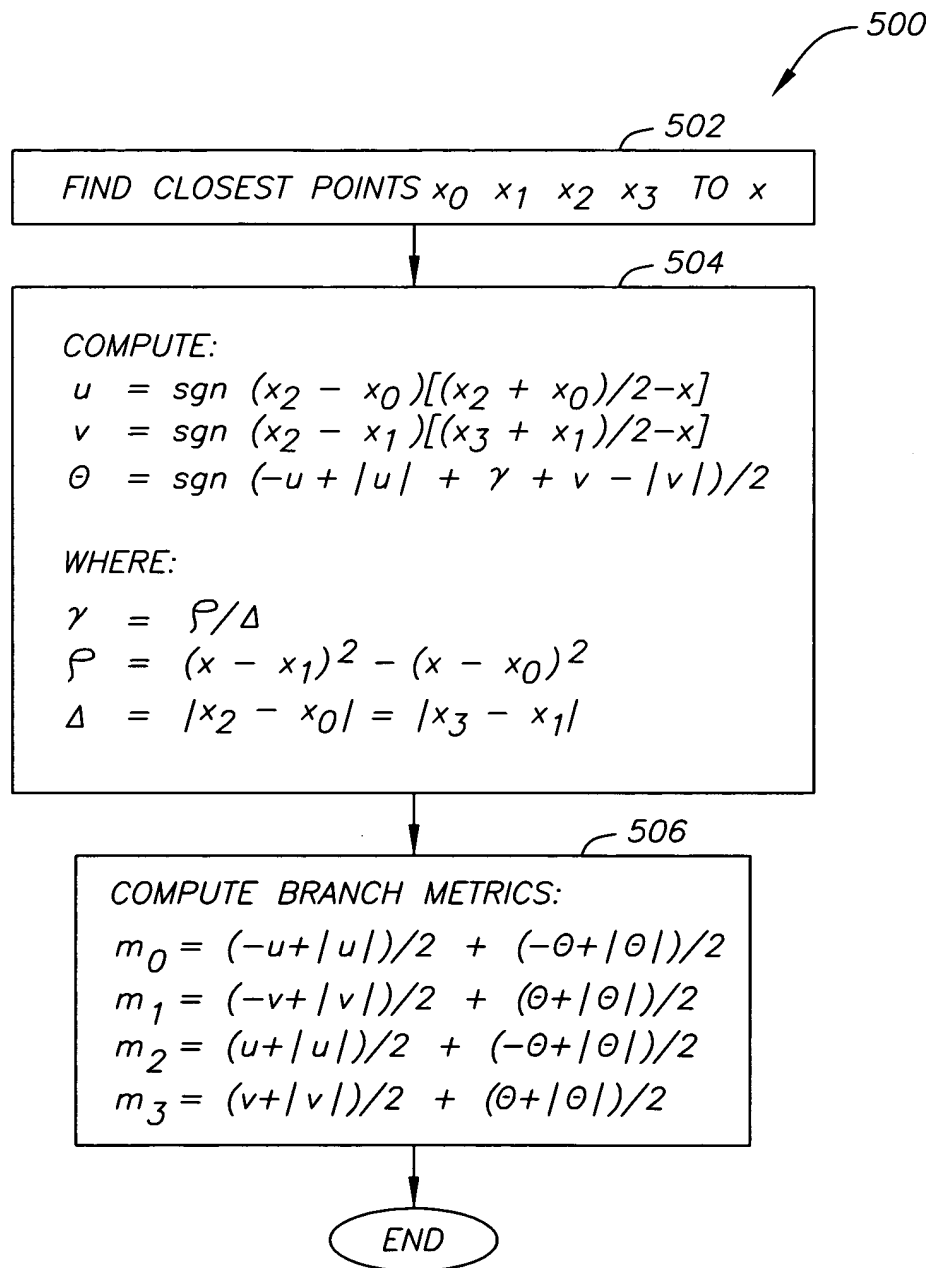 500
502
FIND CLOSEST POINTS x₀ x₁ x₂ x₃ TO x
504
COMPUTE:
u = sgn (x₂ − x₀)[(x₂ + x₀)/2−x]
v = sgn (x₂ − x₁)[(x₃ + x₁)/2−x]
Θ = sgn (−u + |u| + γ + v − |v|)/2
WHERE:
γ = ρ/Δ
ρ = (x − x₁)² − (x − x₀)²
Δ = |x₂ − x₀| = |x₃ − x₁|
506
COMPUTE BRANCH METRICS:
m₀ = (−u+|u|)/2 + (−Θ+|Θ|)/2
m₁ = (−v+|v|)/2 + (Θ+|Θ|)/2
m₂ = (u+|u|)/2 + (−Θ+|Θ|)/2
m₃ = (v+|v|)/2 + (Θ+|Θ|)/2
END